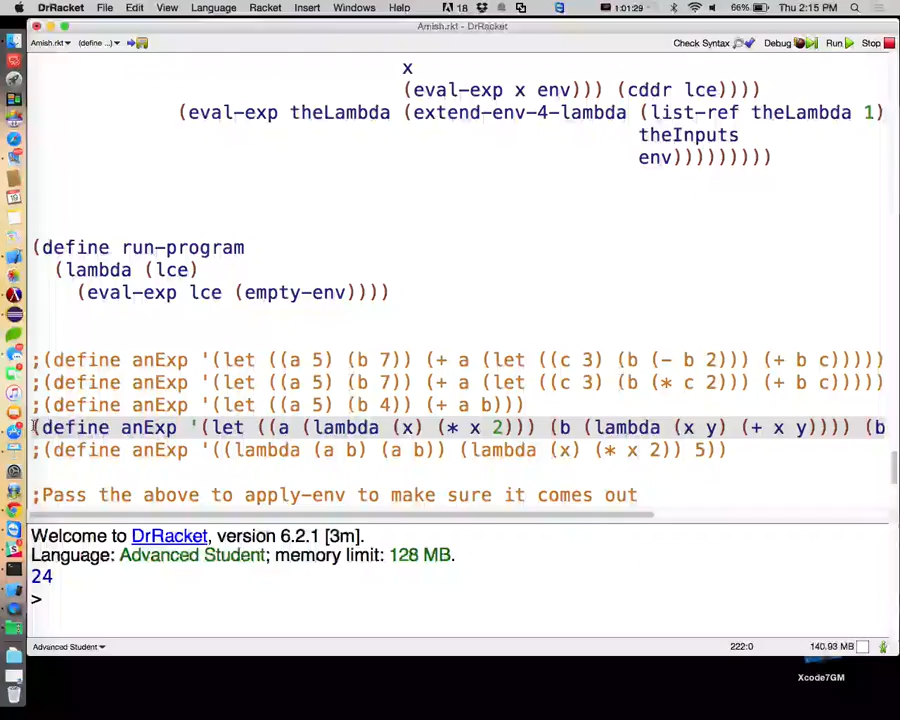 DrRacket File Edit View Language Racket Insert Windows Help 18 1:01:29 66% Thu 2:15 PM
Amish.rkt - DrRacket
Amish.rkt (define ...) Check Syntax Debug Run Stop
x
(eval-exp x env))) (cddr lce))))
(eval-exp theLambda (extend-env-4-lambda (list-ref theLambda 1)
theInputs
env)))))))))
(define run-program
(lambda (lce)
(eval-exp lce (empty-env))))
;(define anExp '(let ((a 5) (b 7)) (+ a (let ((c 3) (b (- b 2))) (+ b c)))))
;(define anExp '(let ((a 5) (b 7)) (+ a (let ((c 3) (b (* c 2))) (+ b c)))))
;(define anExp '(let ((a 5) (b 4)) (+ a b)))
(define anExp '(let ((a (lambda (x) (* x 2))) (b (lambda (x y) (+ x y)))) (b
;(define anExp '((lambda (a b) (a b)) (lambda (x) (* x 2)) 5))
;Pass the above to apply-env to make sure it comes out
Welcome to DrRacket, version 6.2.1 [3m].
Language: Advanced Student; memory limit: 128 MB.
24
>
Advanced Student 222:0 140.93 MB
Xcode7GM